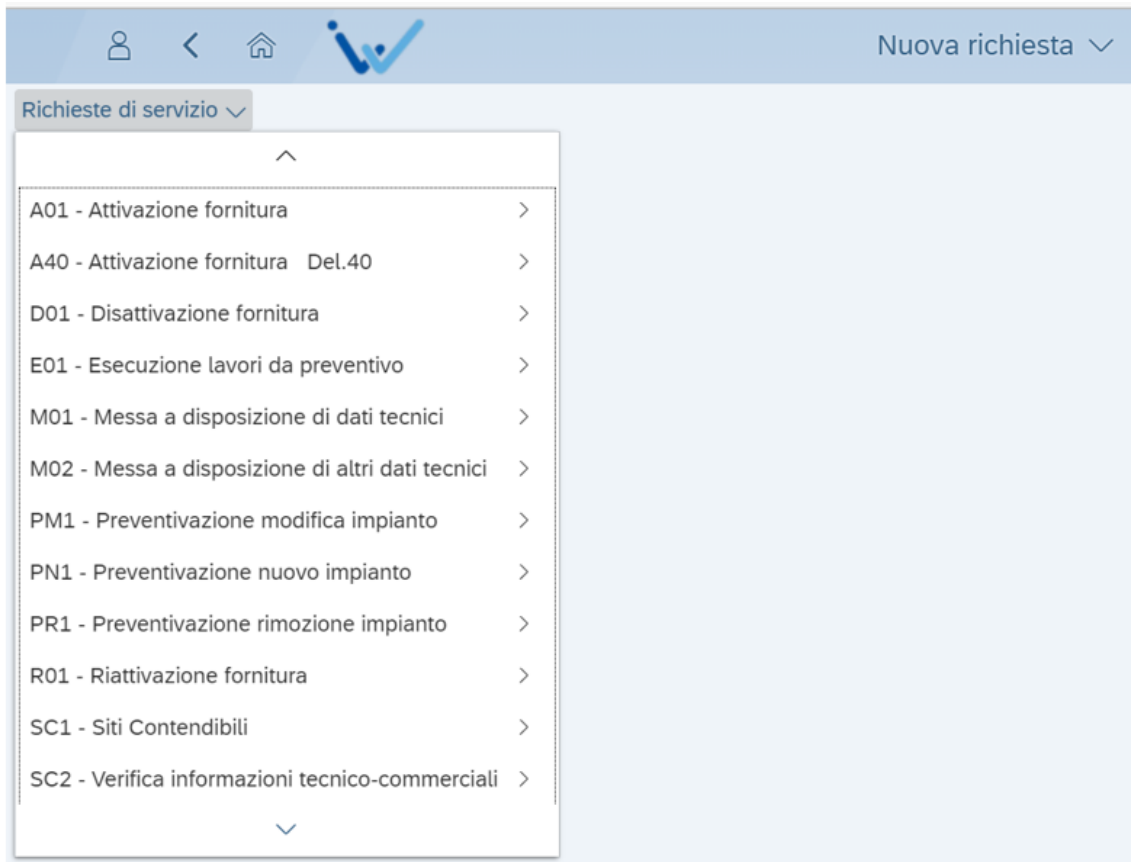 Nuova richiesta
Richieste di servizio
A01 - Attivazione fornitura
A40 - Attivazione fornitura Del.40
D01 - Disattivazione fornitura
E01 - Esecuzione lavori da preventivo
M01 - Messa a disposizione di dati tecnici
M02 - Messa a disposizione di altri dati tecnici
PM1 - Preventivazione modifica impianto
PN1 - Preventivazione nuovo impianto
PR1 - Preventivazione rimozione impianto
R01 - Riattivazione fornitura
SC1 - Siti Contendibili
SC2 - Verifica informazioni tecnico-commerciali